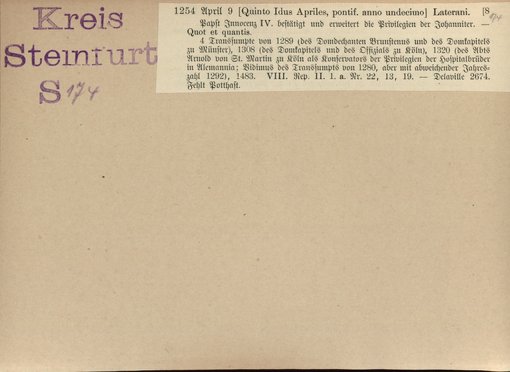 Kreis
Steinfurt
S 174
1254 April 9 [Quinto Idus Apriles, pontif. anno undecimo] Laterani. [8
Papst Innocenz IV. bestätigt und erweitert die Privilegien der Johanniter. —
Quot et quantis.
4 Transsumpte von 1289 (des Domdechanten Brunstenus und des Domkapitels
zu Münster), 1308 (des Domkapitels und des Offizials zu Köln), 1320 (des Abts
Arnold von St. Martin zu Köln als Konservators der Privilegien der Hospitalbrüder
in Alemannia; Vidimus des Transsumpts von 1280, aber mit abweichender Jahres-
zahl 1292), 1483. VIII. Rep. II. 1. a. Nr. 22, 13, 19. — Delaville 2674.
Fehlt Potthast.